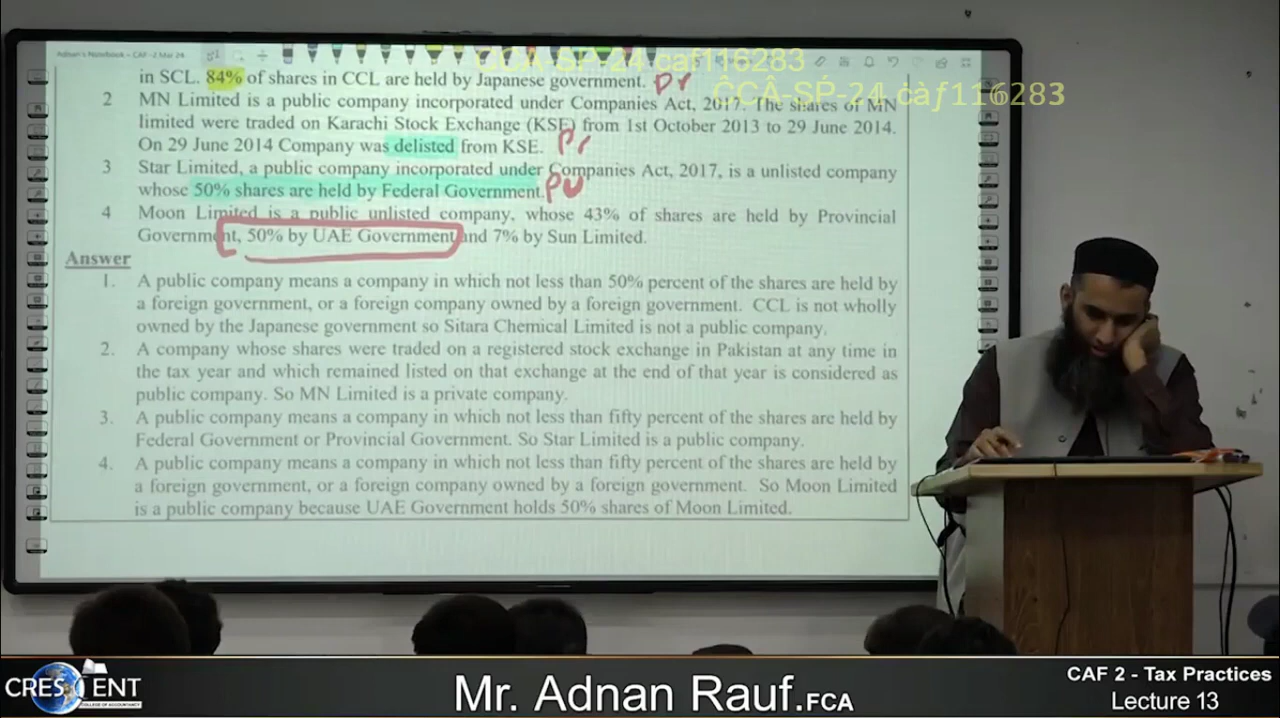 Adnan's Notebook - CAF -2 Mar 24
CCA-SP-24 caf116283
in SCL. 84% of shares in CCL are held by Japanese government. Pr
CCA-SP-24 caf116283
2 MN Limited is a public company incorporated under Companies Act, 2017. The shares of MN
limited were traded on Karachi Stock Exchange (KSE) from 1st October 2013 to 29 June 2014.
On 29 June 2014 Company was delisted from KSE. Pr
3 Star Limited, a public company incorporated under Companies Act, 2017, is a unlisted company
whose 50% shares are held by Federal Government. Pu
4 Moon Limited is a public unlisted company, whose 43% of shares are held by Provincial
Government, 50% by UAE Government and 7% by Sun Limited.
Answer
1. A public company means a company in which not less than 50% percent of the shares are held by
a foreign government, or a foreign company owned by a foreign government. CCL is not wholly
owned by the Japanese government so Sitara Chemical Limited is not a public company.
2. A company whose shares were traded on a registered stock exchange in Pakistan at any time in
the tax year and which remained listed on that exchange at the end of that year is considered as
public company. So MN Limited is a private company.
3. A public company means a company in which not less than fifty percent of the shares are held by
Federal Government or Provincial Government. So Star Limited is a public company.
4. A public company means a company in which not less than fifty percent of the shares are held by
a foreign government, or a foreign company owned by a foreign government. So Moon Limited
is a public company because UAE Government holds 50% shares of Moon Limited.
CRESCENT
COLLEGE OF ACCOUNTANCY
Mr. Adnan Rauf.FCA
CAF 2 - Tax Practices
Lecture 13